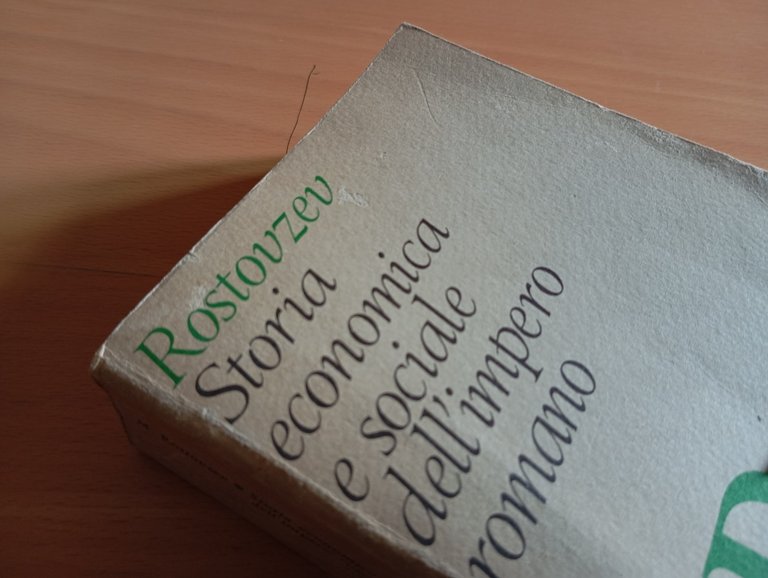 Rostovzev
Storia
economica
e sociale
dell'impero
romano